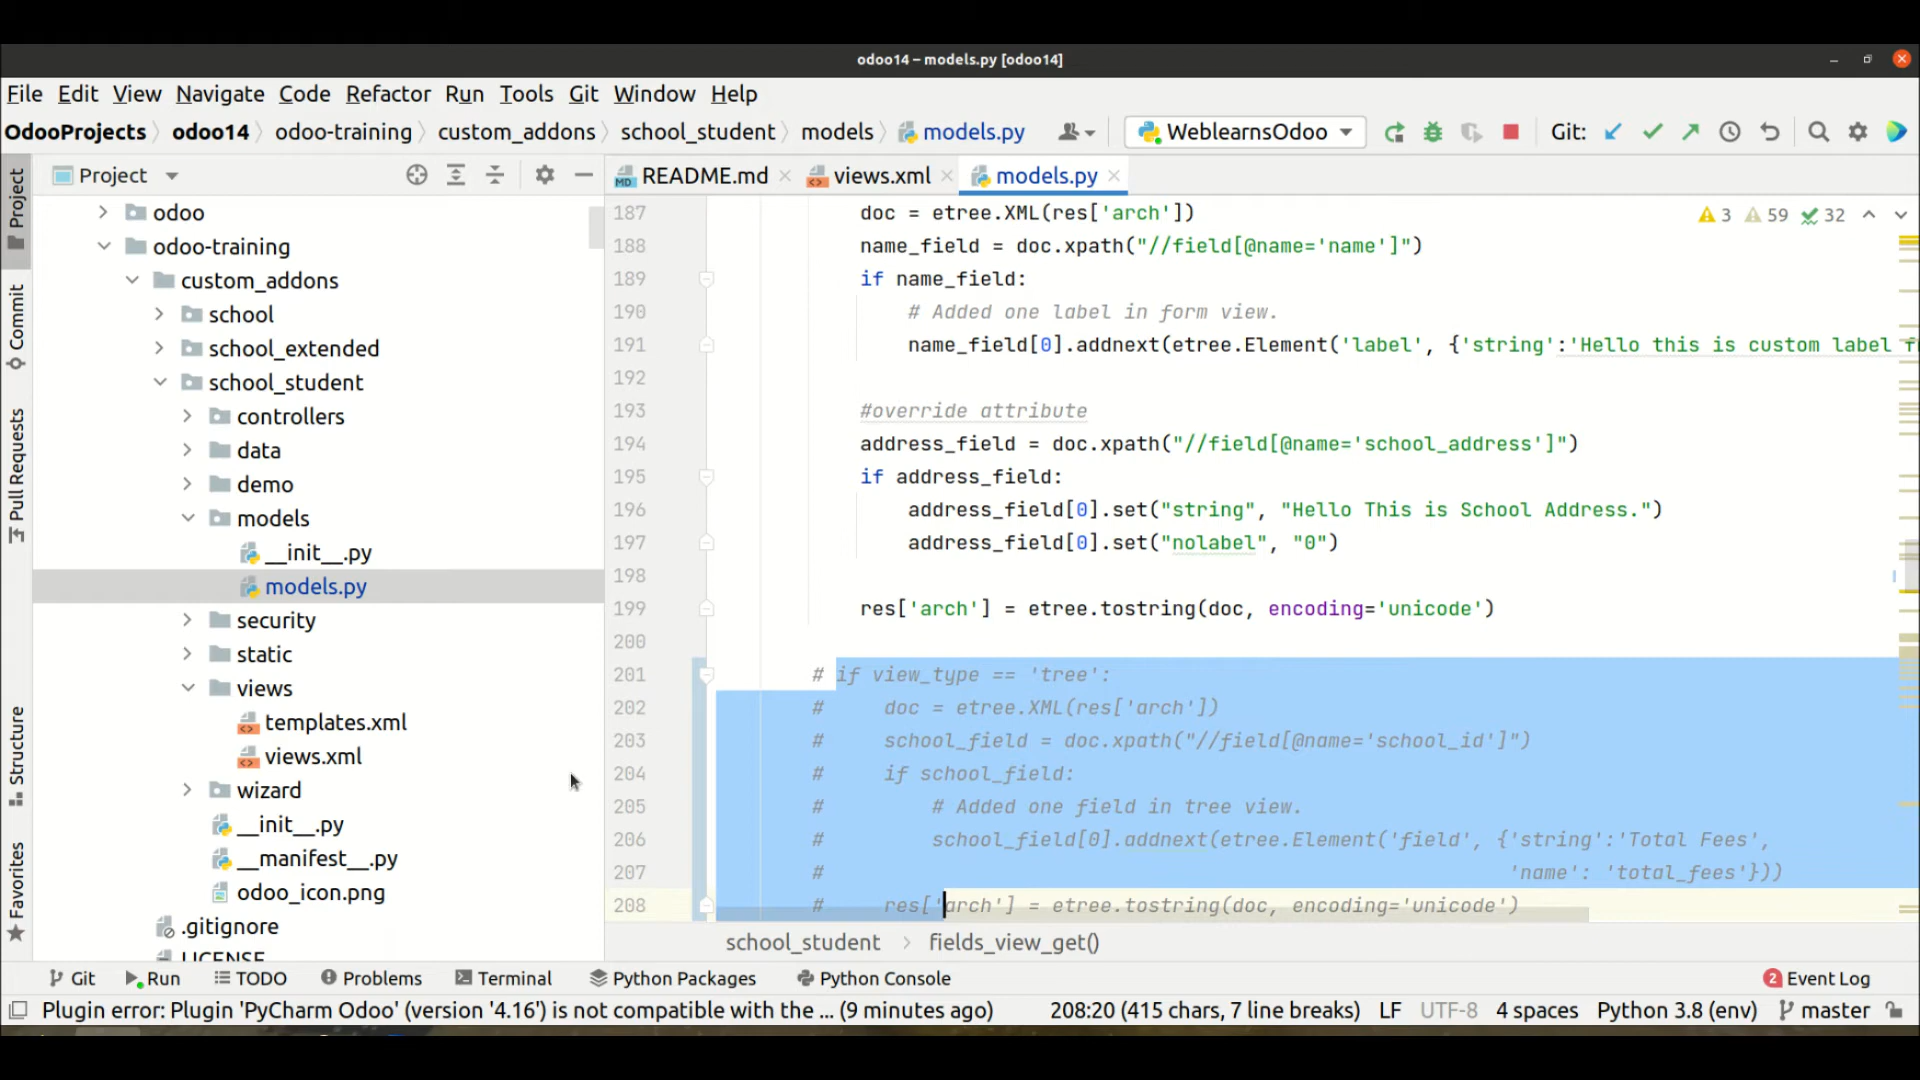 odoo14 – models.py [odoo14]
File Edit View Navigate Code Refactor Run Tools Git Window Help
OdooProjects odoo14 odoo-training custom_addons school_student models models.py WeblearnsOdoo Git:
Project
README.md views.xml models.py
Project
Commit
Pull Requests
Structure
Favorites
odoo
odoo-training
custom_addons
school
school_extended
school_student
controllers
data
demo
models
__init__.py
models.py
security
static
views
templates.xml
views.xml
wizard
__init__.py
__manifest__.py
odoo_icon.png
.gitignore
LICENSE
3 59 32
187 doc = etree.XML(res['arch'])
188 name_field = doc.xpath("//field[@name='name']")
189 if name_field:
190 # Added one label in form view.
191 name_field[0].addnext(etree.Element('label', {'string':'Hello this is custom label
192
193 #override attribute
194 address_field = doc.xpath("//field[@name='school_address']")
195 if address_field:
196 address_field[0].set("string", "Hello This is School Address.")
197 address_field[0].set("nolabel", "0")
198
199 res['arch'] = etree.tostring(doc, encoding='unicode')
200
201 # if view_type == 'tree':
202 # doc = etree.XML(res['arch'])
203 # school_field = doc.xpath("//field[@name='school_id']")
204 # if school_field:
205 # # Added one field in tree view.
206 # school_field[0].addnext(etree.Element('field', {'string':'Total Fees',
207 # 'name': 'total_fees'}))
208 # res['arch'] = etree.tostring(doc, encoding='unicode')
school_student fields_view_get()
Git Run TODO Problems Terminal Python Packages Python Console 2 Event Log
Plugin error: Plugin 'PyCharm Odoo' (version '4.16') is not compatible with the ... (9 minutes ago) 208:20 (415 chars, 7 line breaks) LF UTF-8 4 spaces Python 3.8 (env) master